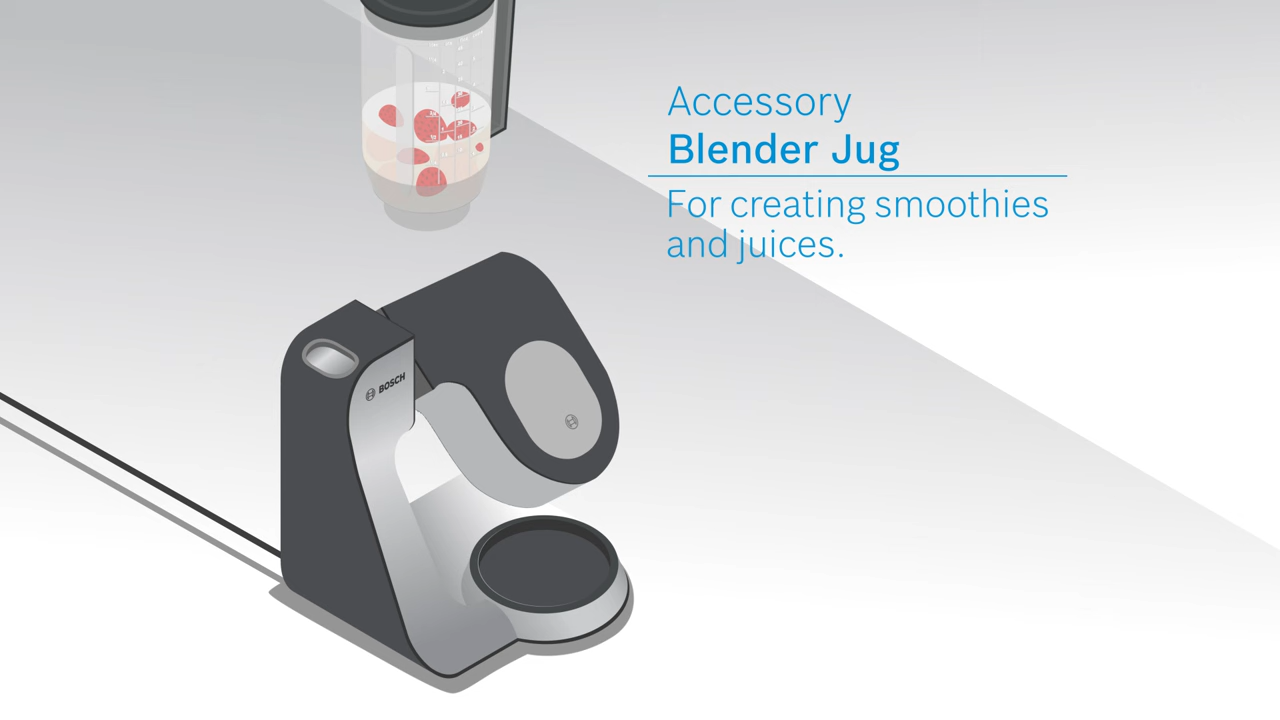 Accessory
Blender Jug
For creating smoothies
and juices.
BOSCH